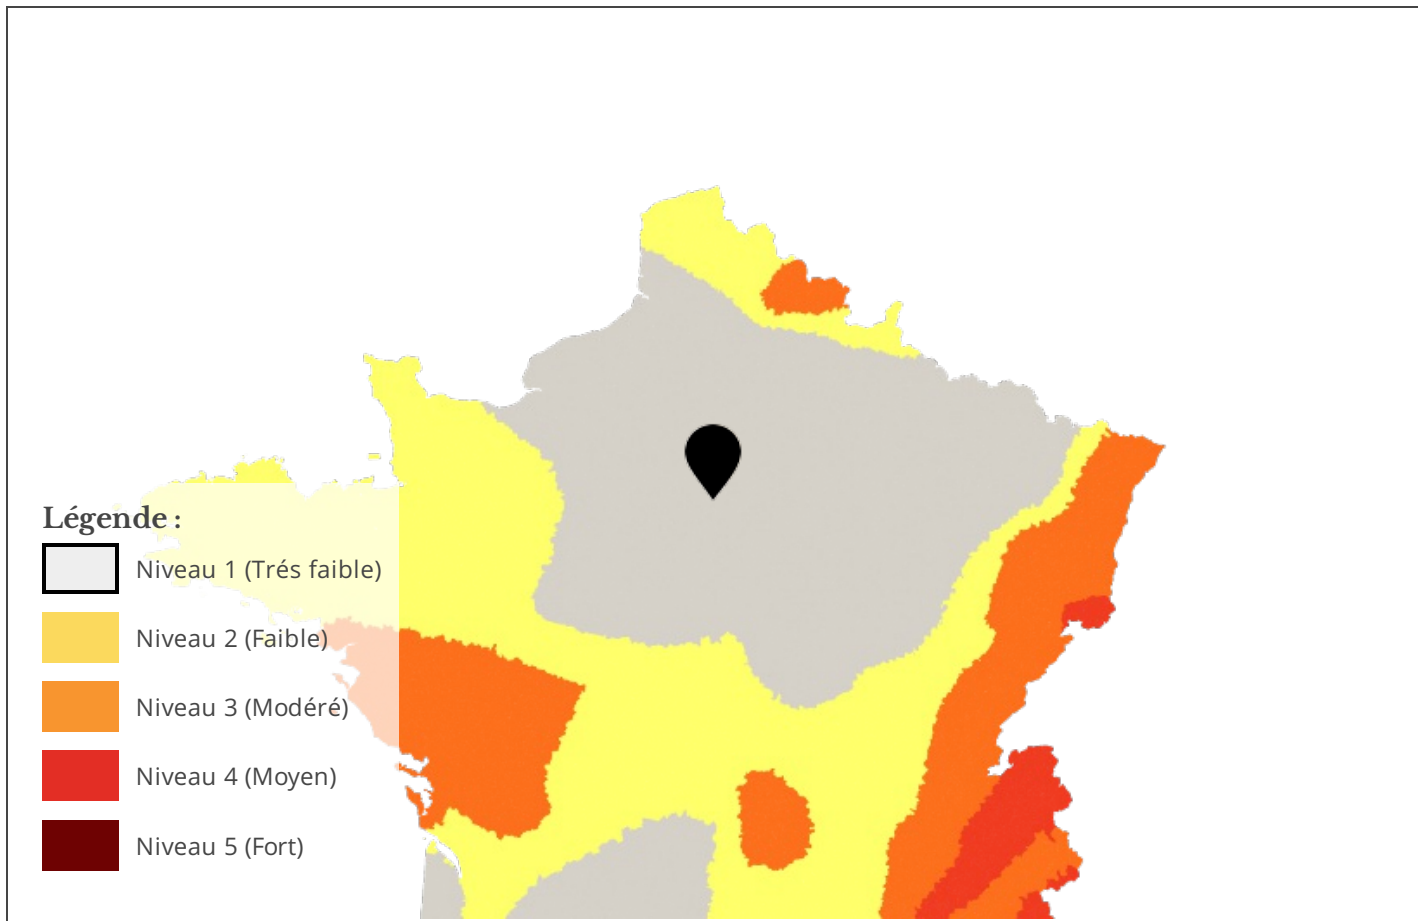 Légende :
Niveau 1 (Trés faible)
Niveau 2 (Faible)
Niveau 3 (Modéré)
Niveau 4 (Moyen)
Niveau 5 (Fort)